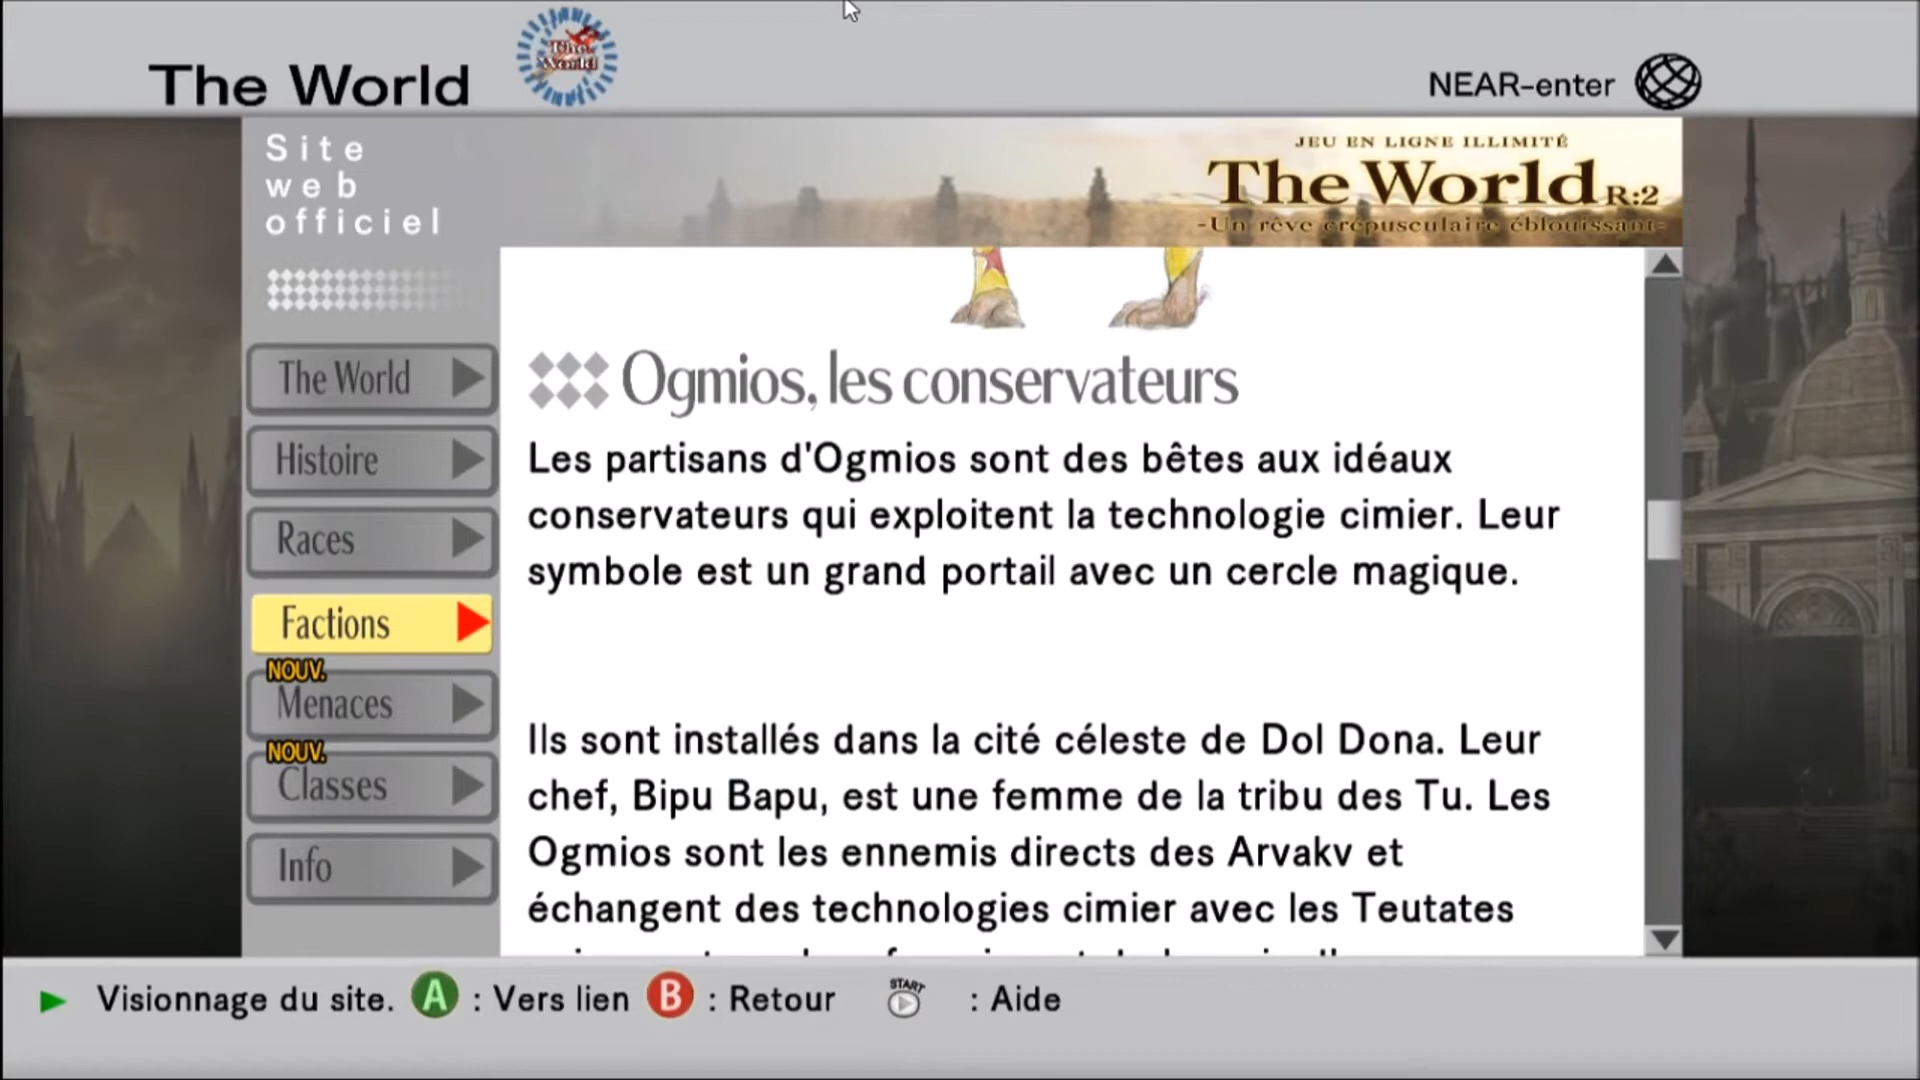 The World
The World
NEAR-enter
Site
web
officiel
JEU EN LIGNE ILLIMITÉ
The World R:2
-Un rêve crépusculaire éblouissant-
The World
Histoire
Races
Factions
NOUV.
Menaces
NOUV.
Classes
Info
Ogmios, les conservateurs
Les partisans d'Ogmios sont des bêtes aux idéaux
conservateurs qui exploitent la technologie cimier. Leur
symbole est un grand portail avec un cercle magique.
Ils sont installés dans la cité céleste de Dol Dona. Leur
chef, Bipu Bapu, est une femme de la tribu des Tu. Les
Ogmios sont les ennemis directs des Arvakv et
échangent des technologies cimier avec les Teutates
Visionnage du site. A : Vers lien B : Retour START : Aide